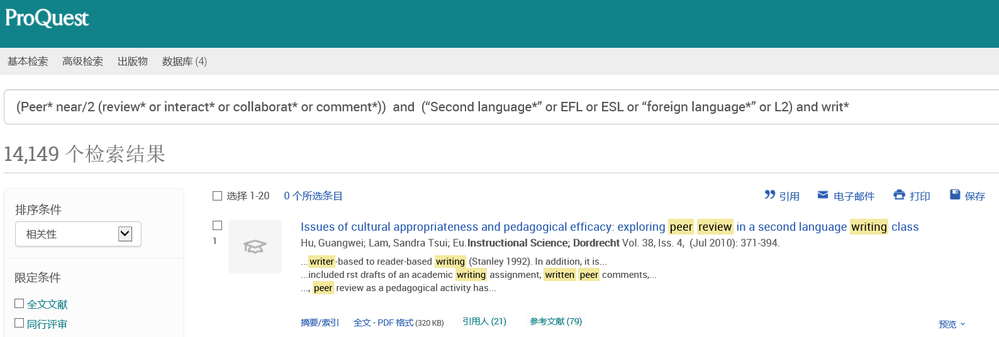 ProQuest
基本检索 高级检索 出版物 数据库 (4)
(Peer* near/2 (review* or interact* or collaborat* or comment*)) and (“Second language*” or EFL or ESL or “foreign language*” or L2) and writ*
14,149 个检索结果
排序条件
相关性
限定条件
全文文献
同行评审
选择 1-20 0 个所选条目 引用 电子邮件 打印 保存
1
Issues of cultural appropriateness and pedagogical efficacy: exploring peer review in a second language writing class
Hu, Guangwei; Lam, Sandra Tsui; Eu.Instructional Science; Dordrecht Vol. 38, Iss. 4, (Jul 2010): 371-394.
...writer-based to reader-based writing (Stanley 1992). In addition, it is...
...included rst drafts of an academic writing assignment, written peer comments,...
..., peer review as a pedagogical activity has...
摘要/索引 全文 - PDF 格式 (320 KB) 引用人 (21) 参考文献 (79) 预览